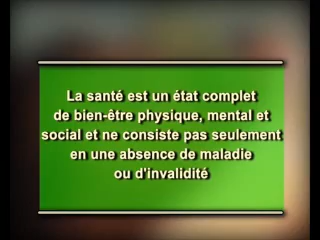 La santé est un état complet
de bien-être physique, mental et
social et ne consiste pas seulement
en une absence de maladie
ou d'invalidité